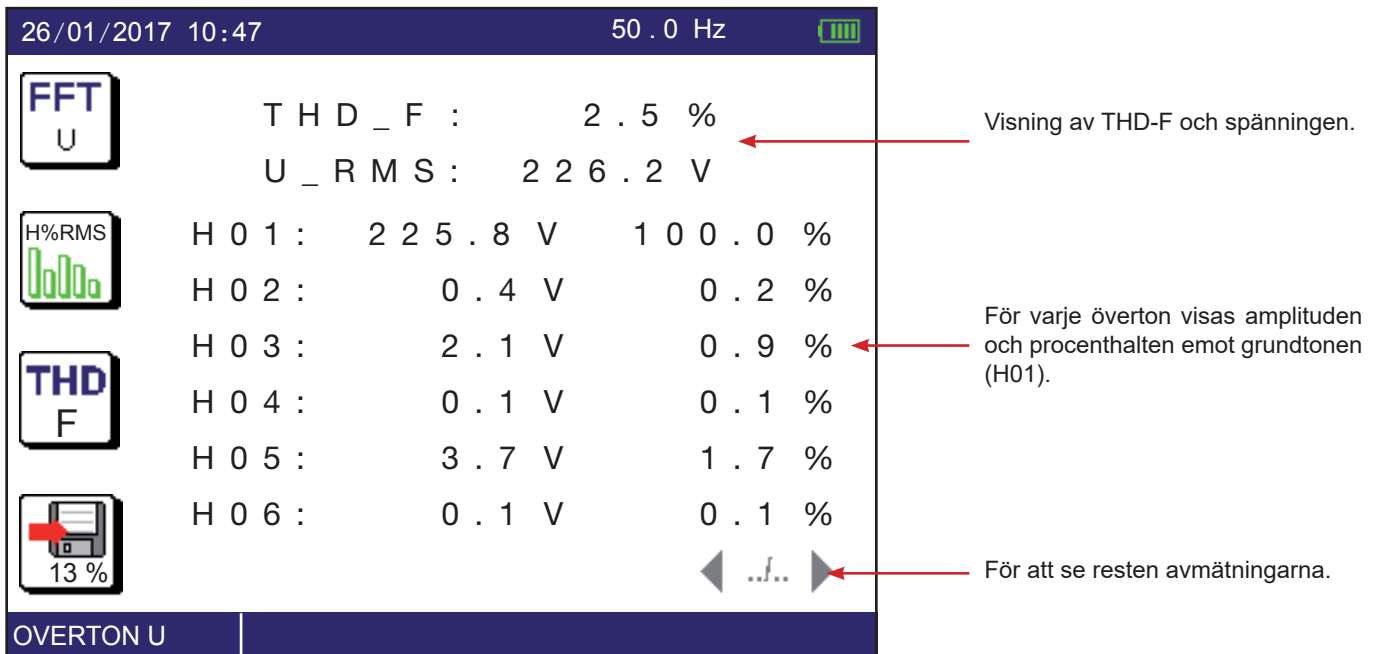 26/01/2017 10:47 50.0 Hz
FFT
U
THD_F: 2.5 %
U_RMS: 226.2 V
Visning av THD-F och spänningen.
H%RMS
H01: 225.8 V 100.0 %
H02: 0.4 V 0.2 %
H03: 2.1 V 0.9 %
H04: 0.1 V 0.1 %
H05: 3.7 V 1.7 %
H06: 0.1 V 0.1 %
För varje överton visas amplituden
och procenthalten emot grundtonen
(H01).
THD
F
13 %
../..
För att se resten avmätningarna.
OVERTON U